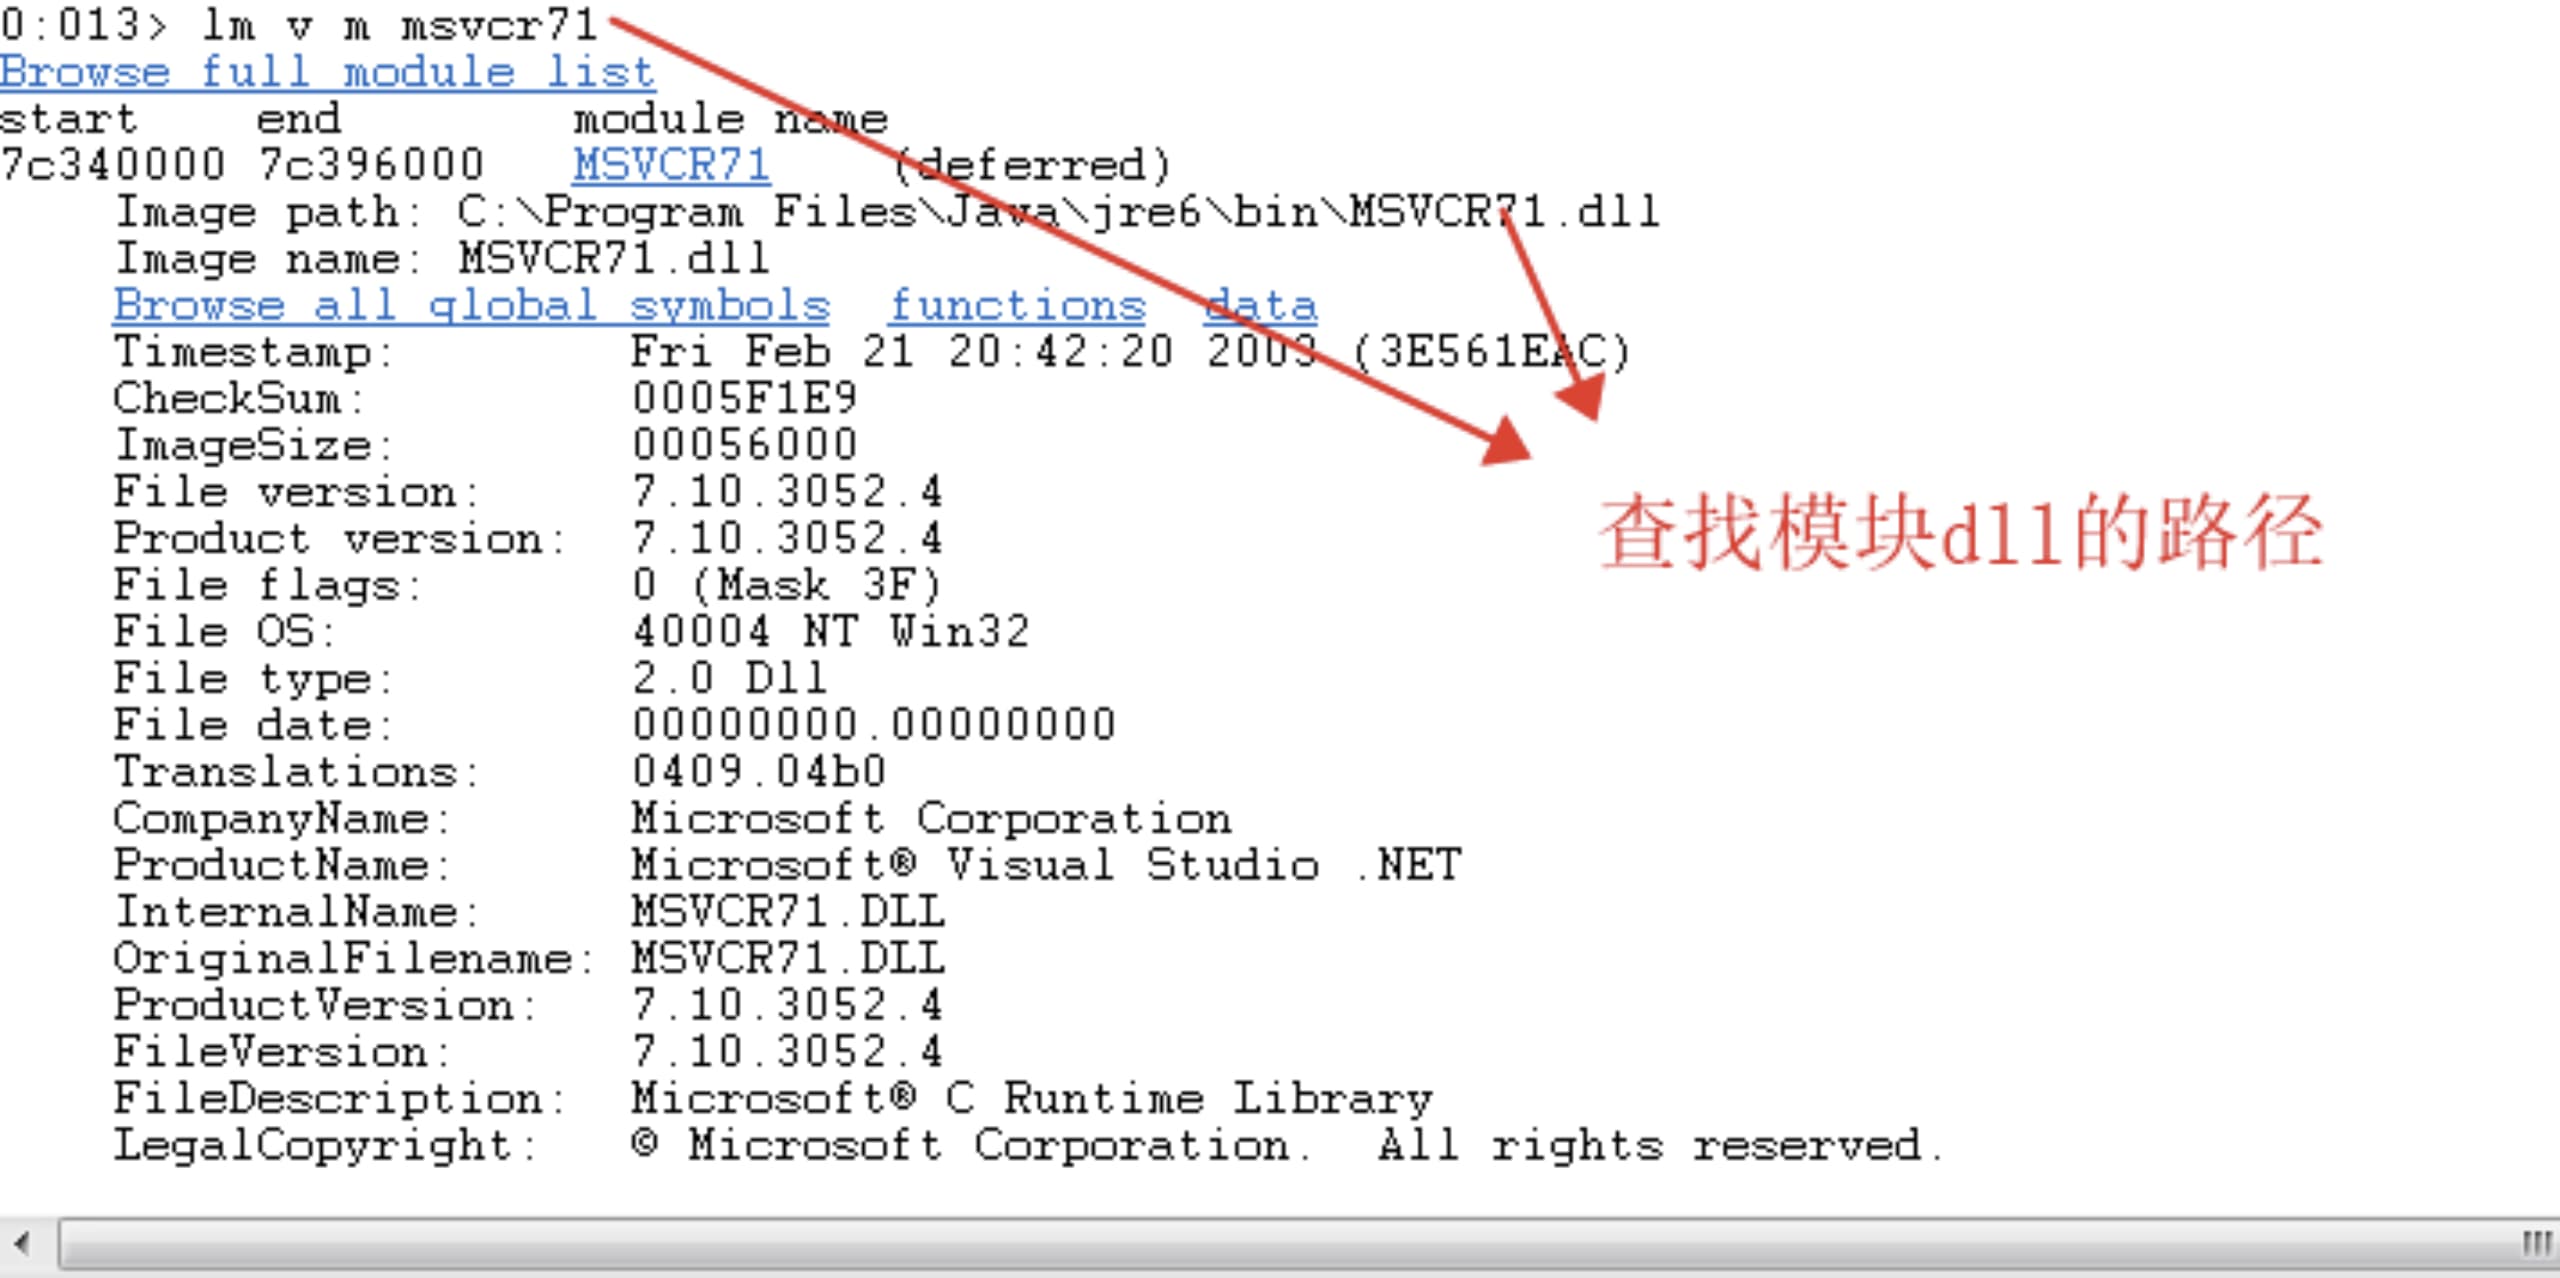 0:013> lm v m msvcr71
Browse full module list
start    end        module name
7c340000 7c396000   MSVCR71    (deferred)
Image path: C:\Program Files\Java\jre6\bin\MSVCR71.dll
Image name: MSVCR71.dll
Browse all global symbols  functions  data
Timestamp:        Fri Feb 21 20:42:20 2003 (3E561EAC)
CheckSum:         0005F1E9
ImageSize:        00056000
File version:     7.10.3052.4
Product version:  7.10.3052.4
查找模块dll的路径
File flags:       0 (Mask 3F)
File OS:          40004 NT Win32
File type:        2.0 Dll
File date:        00000000.00000000
Translations:     0409.04b0
CompanyName:      Microsoft Corporation
ProductName:      Microsoft® Visual Studio .NET
InternalName:     MSVCR71.DLL
OriginalFilename: MSVCR71.DLL
ProductVersion:   7.10.3052.4
FileVersion:      7.10.3052.4
FileDescription:  Microsoft® C Runtime Library
LegalCopyright:   © Microsoft Corporation.  All rights reserved.